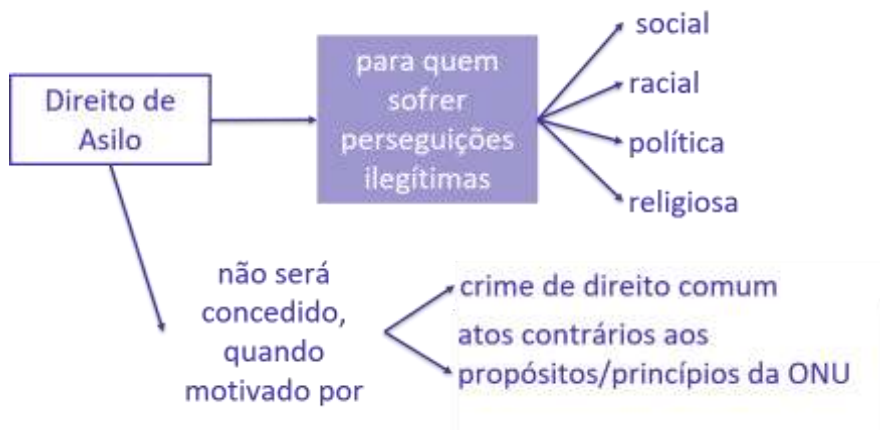 Direito de
Asilo
para quem
sofrer
perseguições
ilegítimas
social
racial
política
religiosa
não será
concedido,
quando
motivado por
crime de direito comum
atos contrários aos
propósitos/princípios da ONU